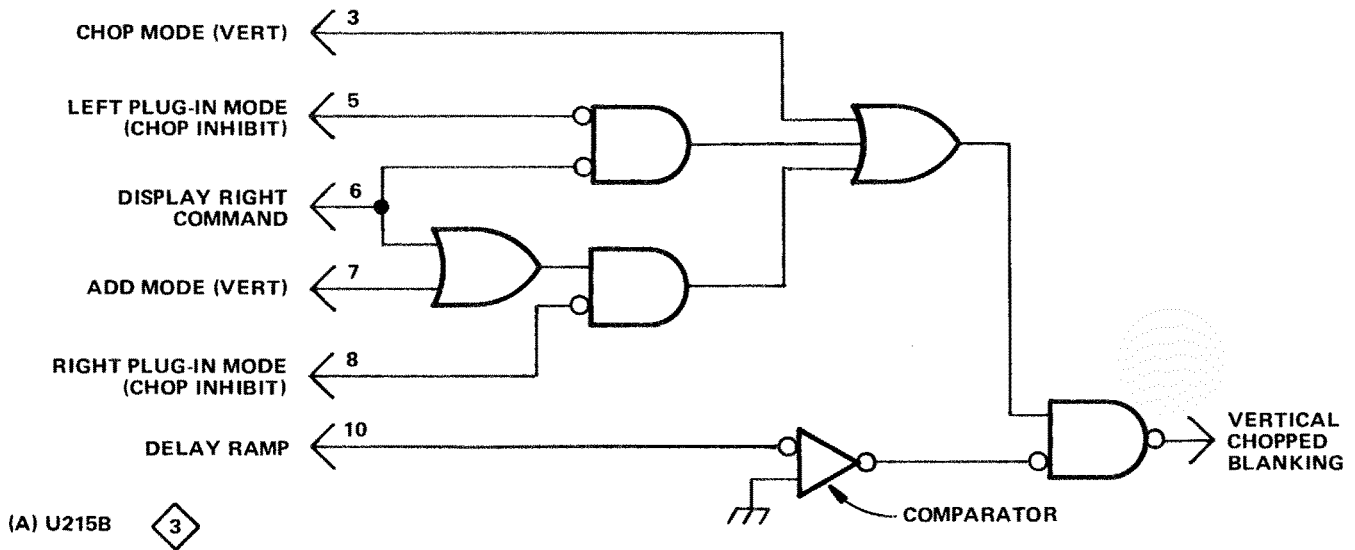 CHOP MODE (VERT)
3
LEFT PLUG-IN MODE
(CHOP INHIBIT)
5
DISPLAY RIGHT
COMMAND
6
ADD MODE (VERT)
7
RIGHT PLUG-IN MODE
(CHOP INHIBIT)
8
DELAY RAMP
10
VERTICAL
CHOPPED
BLANKING
COMPARATOR
(A) U215B
3